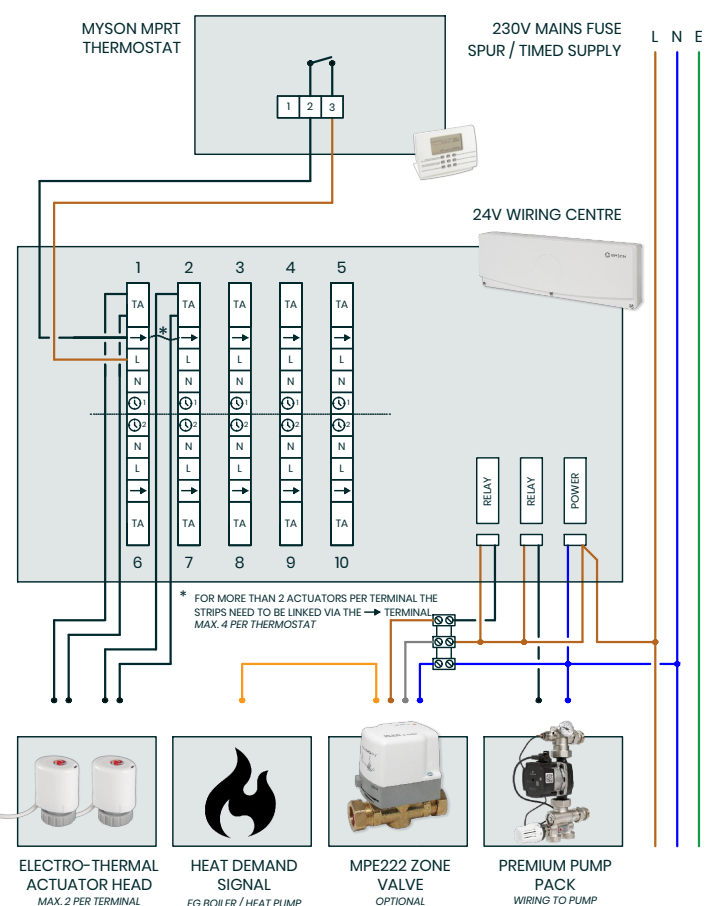 MYSON MPRT
THERMOSTAT
230V MAINS FUSE
SPUR / TIMED SUPPLY
L N E
1 2 3
24V WIRING CENTRE
1 2 3 4 5
TA TA TA TA TA
*
L L L L L
N N N N N
1 1 1 1 1
2 2 2 2 2
N N N N N
L L L L L
TA TA TA TA TA
6 7 8 9 10
RELAY RELAY POWER
* FOR MORE THAN 2 ACTUATORS PER TERMINAL THE
STRIPS NEED TO BE LINKED VIA THE → TERMINAL
MAX. 4 PER THERMOSTAT
ELECTRO-THERMAL
ACTUATOR HEAD
MAX. 2 PER TERMINAL
HEAT DEMAND
SIGNAL
EG BOILER / HEAT PUMP
MPE222 ZONE
VALVE
OPTIONAL
PREMIUM PUMP
PACK
WIRING TO PUMP